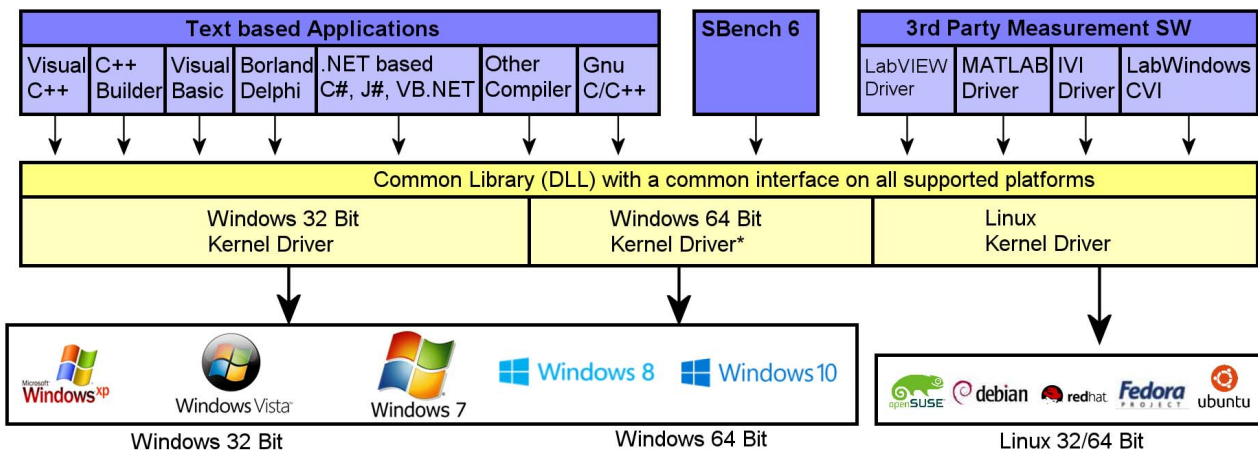 Text based Applications
SBench 6
3rd Party Measurement SW
Visual
C++
C++
Builder
Visual
Basic
Borland
Delphi
.NET based
C#, J#, VB.NET
Other
Compiler
Gnu
C/C++
LabVIEW
Driver
MATLAB
Driver
IVI
Driver
LabWindows
CVI
Common Library (DLL) with a common interface on all supported platforms
Windows 32 Bit
Kernel Driver
Windows 64 Bit
Kernel Driver*
Linux
Kernel Driver
Microsoft
Windows xp
Windows Vista
Windows 7
Windows 8
Windows 10
openSUSE
debian
redhat
Fedora
PROJECT
ubuntu
Windows 32 Bit
Windows 64 Bit
Linux 32/64 Bit